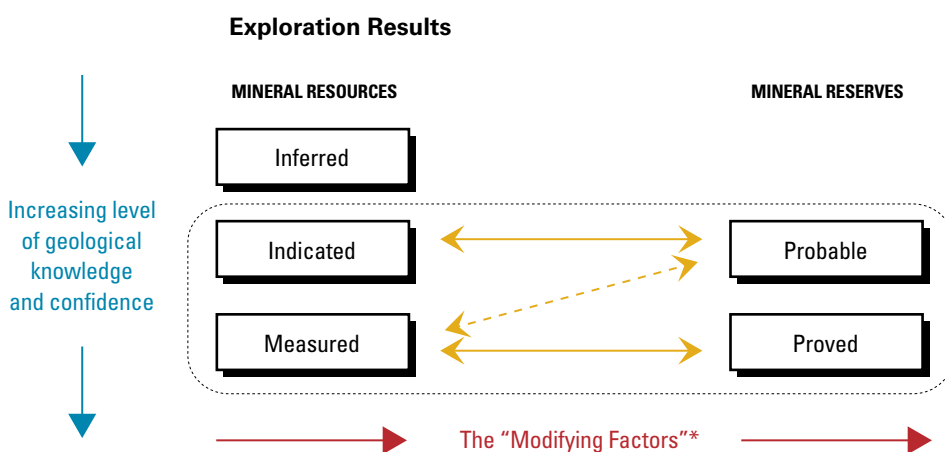 Exploration Results
MINERAL RESOURCES
MINERAL RESERVES
Inferred
Increasing level
of geological
knowledge
and confidence
Indicated
Probable
Measured
Proved
The “Modifying Factors”*